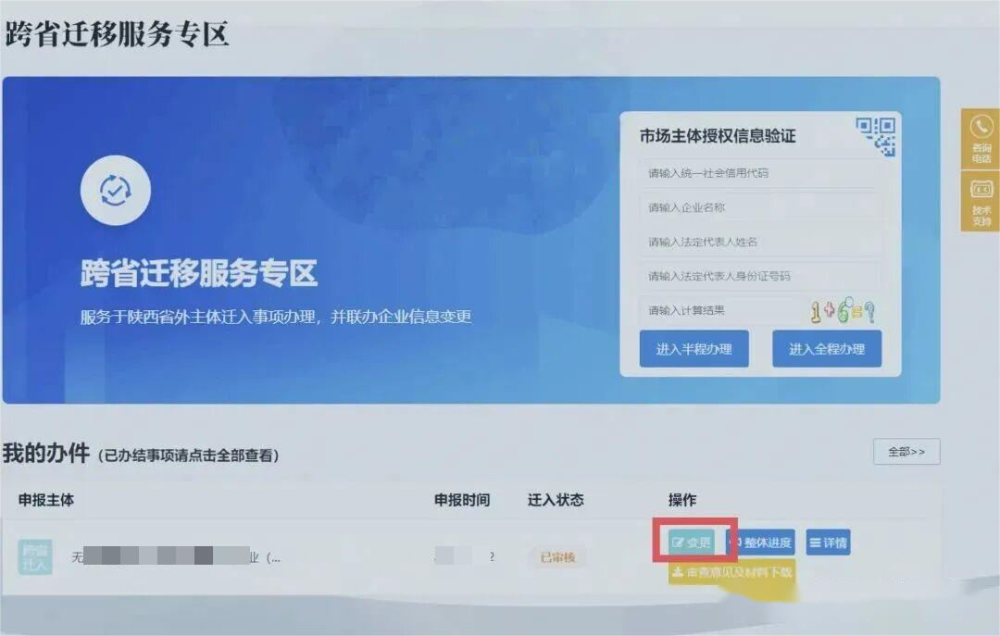 跨省迁移服务专区
市场主体授权信息验证
请输入统一社会信用代码
请输入企业名称
请输入法定代表人姓名
请输入法定代表人身份证号码
请输入计算结果
1+6=?
进入半程办理
进入全程办理
跨省迁移服务专区
服务于陕西省外主体迁入事项办理，并联办企业信息变更
咨询
电话
技术
支持
我的办件（已办结事项请点击全部查看）
全部>>
申报主体 申报时间 迁入状态 操作
跨省
迁入
无
业（...
2
已审核
变更
整体进度
详情
审查意见及材料下载